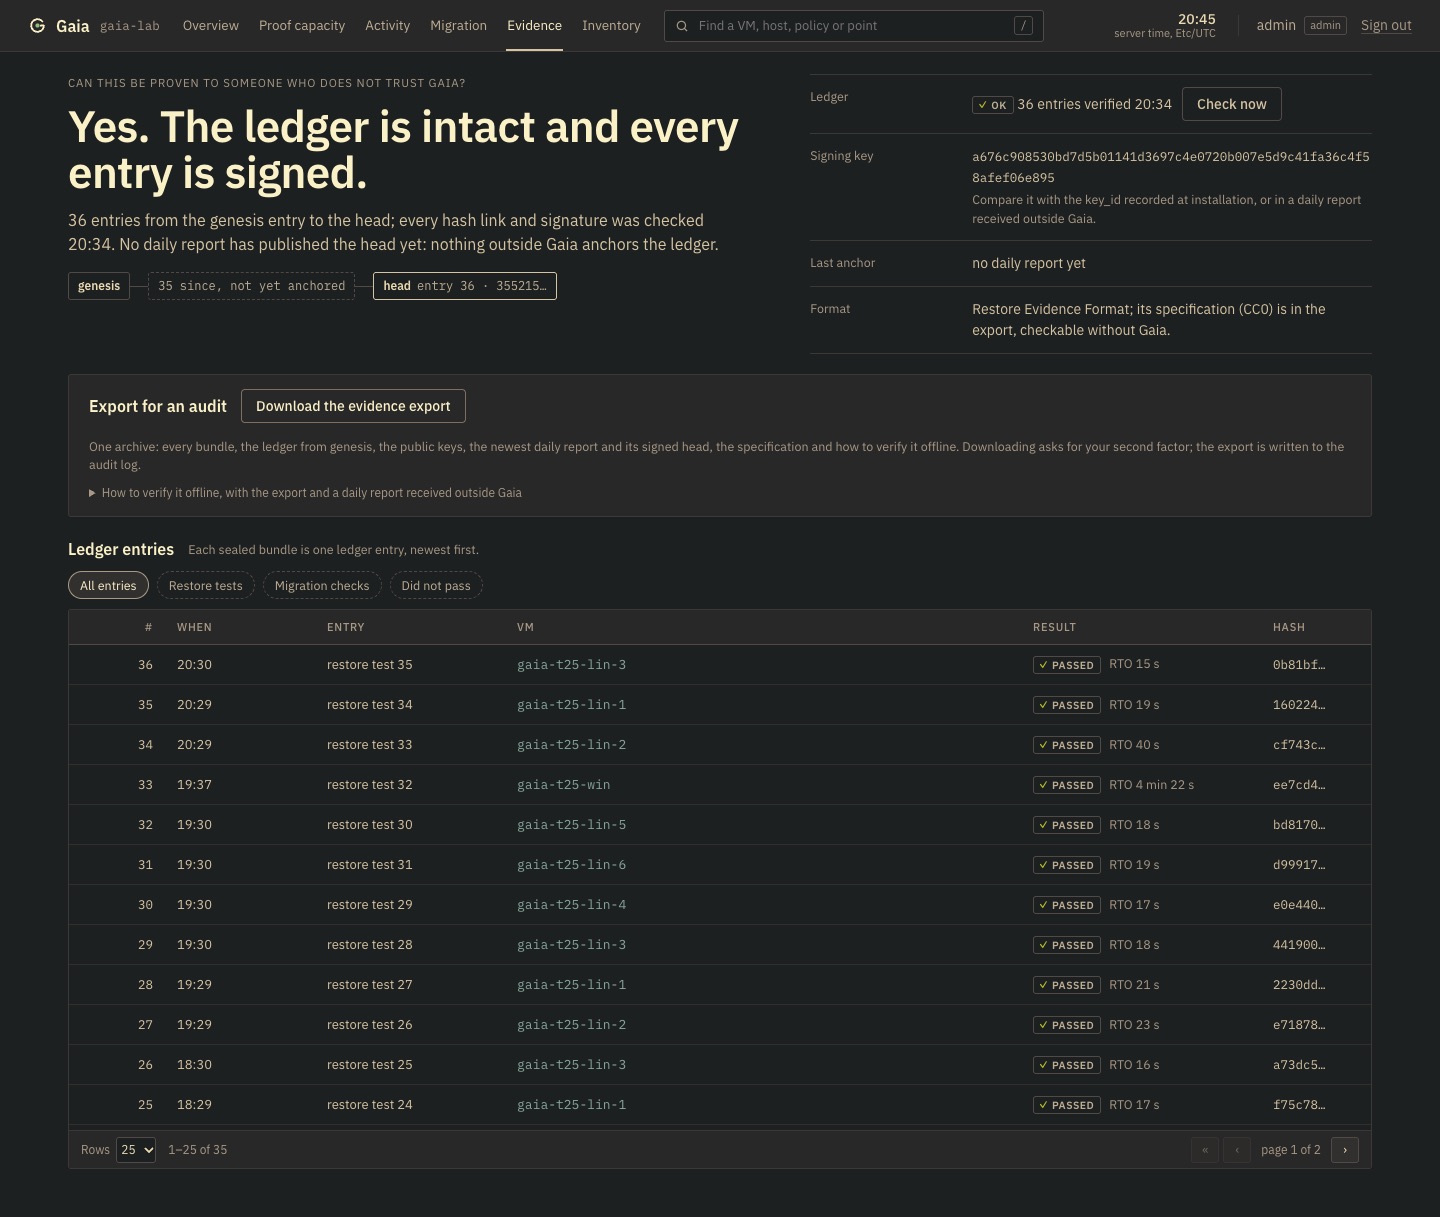 Gaia gaia-lab Overview Proof capacity Activity Migration Evidence Inventory Find a VM, host, policy or point / 20:45 admin admin Sign out
server time, Etc/UTC
CAN THIS BE PROVEN TO SOMEONE WHO DOES NOT TRUST GAIA?
Yes. The ledger is intact and every
entry is signed.
36 entries from the genesis entry to the head; every hash link and signature was checked
20:34. No daily report has published the head yet: nothing outside Gaia anchors the ledger.
genesis 35 since, not yet anchored head entry 36 · 355215…
Ledger ✓ OK 36 entries verified 20:34 Check now
Signing key a676c908530bd7d5b01141d3697c4e0720b007e5d9c41fa36c4f5
8afef06e895
Compare it with the key_id recorded at installation, or in a daily report
received outside Gaia.
Last anchor no daily report yet
Format Restore Evidence Format; its specification (CC0) is in the
export, checkable without Gaia.
Export for an audit Download the evidence export
One archive: every bundle, the ledger from genesis, the public keys, the newest daily report and its signed head, the specification and how to verify it offline. Downloading asks for your second factor; the export is written to the
audit log.
▶ How to verify it offline, with the export and a daily report received outside Gaia
Ledger entries Each sealed bundle is one ledger entry, newest first.
All entries Restore tests Migration checks Did not pass
# WHEN ENTRY VM RESULT HASH
36 20:30 restore test 35 gaia-t25-lin-3 ✓ PASSED RTO 15 s 0b81bf…
35 20:29 restore test 34 gaia-t25-lin-1 ✓ PASSED RTO 19 s 160224…
34 20:29 restore test 33 gaia-t25-lin-2 ✓ PASSED RTO 40 s cf743c…
33 19:37 restore test 32 gaia-t25-win ✓ PASSED RTO 4 min 22 s ee7cd4…
32 19:30 restore test 30 gaia-t25-lin-5 ✓ PASSED RTO 18 s bd8170…
31 19:30 restore test 31 gaia-t25-lin-6 ✓ PASSED RTO 19 s d99917…
30 19:30 restore test 29 gaia-t25-lin-4 ✓ PASSED RTO 17 s e0e440…
29 19:30 restore test 28 gaia-t25-lin-3 ✓ PASSED RTO 18 s 441900…
28 19:29 restore test 27 gaia-t25-lin-1 ✓ PASSED RTO 21 s 2230dd…
27 19:29 restore test 26 gaia-t25-lin-2 ✓ PASSED RTO 23 s e71878…
26 18:30 restore test 25 gaia-t25-lin-3 ✓ PASSED RTO 16 s a73dc5…
25 18:29 restore test 24 gaia-t25-lin-1 ✓ PASSED RTO 17 s f75c78…
Rows 25 1–25 of 35 « ‹ page 1 of 2 ›